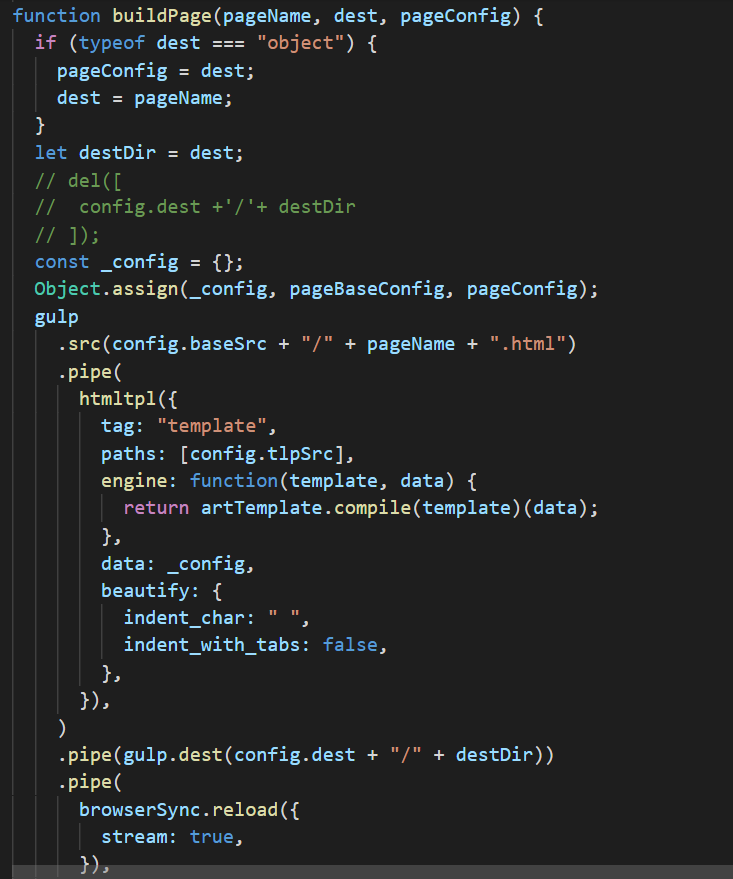 function buildPage(pageName, dest, pageConfig) {
  if (typeof dest === "object") {
    pageConfig = dest;
    dest = pageName;
  }
  let destDir = dest;
  // del([
  //  config.dest +'/'+ destDir
  // ]);
  const _config = {};
  Object.assign(_config, pageBaseConfig, pageConfig);
  gulp
    .src(config.baseSrc + "/" + pageName + ".html")
    .pipe(
      htmltpl({
        tag: "template",
        paths: [config.tlpSrc],
        engine: function(template, data) {
          return artTemplate.compile(template)(data);
        },
        data: _config,
        beautify: {
          indent_char: " ",
          indent_with_tabs: false,
        },
      }),
    )
    .pipe(gulp.dest(config.dest + "/" + destDir))
    .pipe(
      browserSync.reload({
        stream: true,
      }),